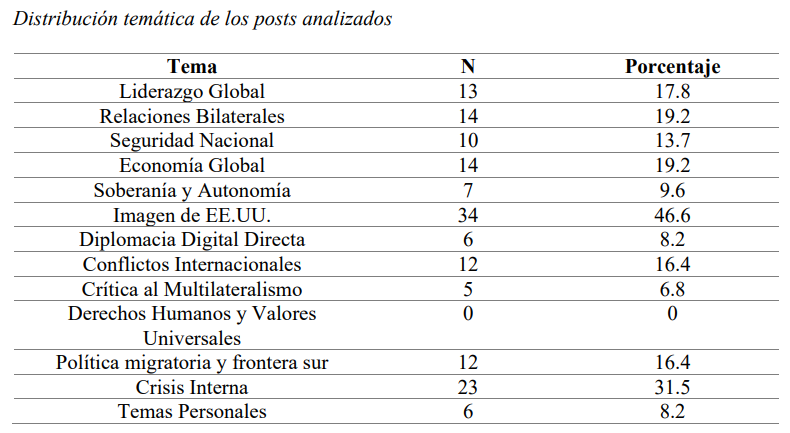 Distribución temática de los posts analizados
Tema N Porcentaje
Liderazgo Global 13 17.8
Relaciones Bilaterales 14 19.2
Seguridad Nacional 10 13.7
Economía Global 14 19.2
Soberanía y Autonomía 7 9.6
Imagen de EE.UU. 34 46.6
Diplomacia Digital Directa 6 8.2
Conflictos Internacionales 12 16.4
Crítica al Multilateralismo 5 6.8
Derechos Humanos y Valores 0 0
Universales
Política migratoria y frontera sur 12 16.4
Crisis Interna 23 31.5
Temas Personales 6 8.2